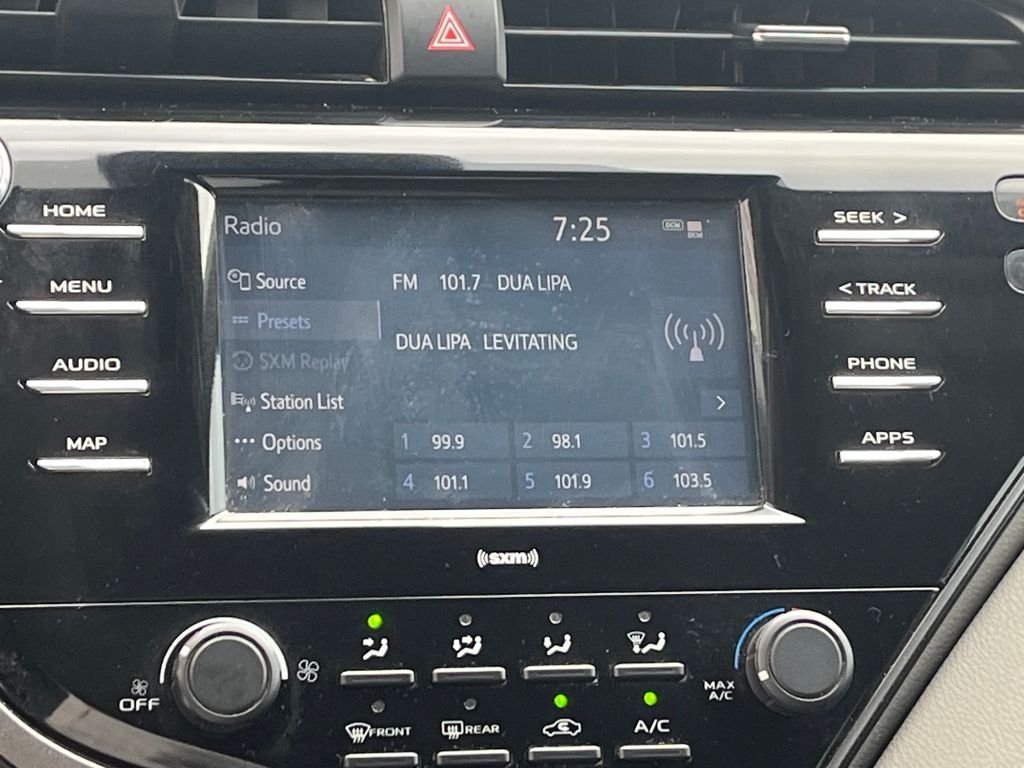 HOME
MENU
AUDIO
MAP
Radio
7:25
DCM
DCM
Source
Presets
SXM Replay
Station List
Options
Sound
FM 101.7 DUA LIPA
DUA LIPA LEVITATING
1 99.9 2 98.1 3 101.5
4 101.1 5 101.9 6 103.5
SEEK >
< TRACK
PHONE
APPS
((sxm))
OFF
MAX
A/C
FRONT
REAR
A/C